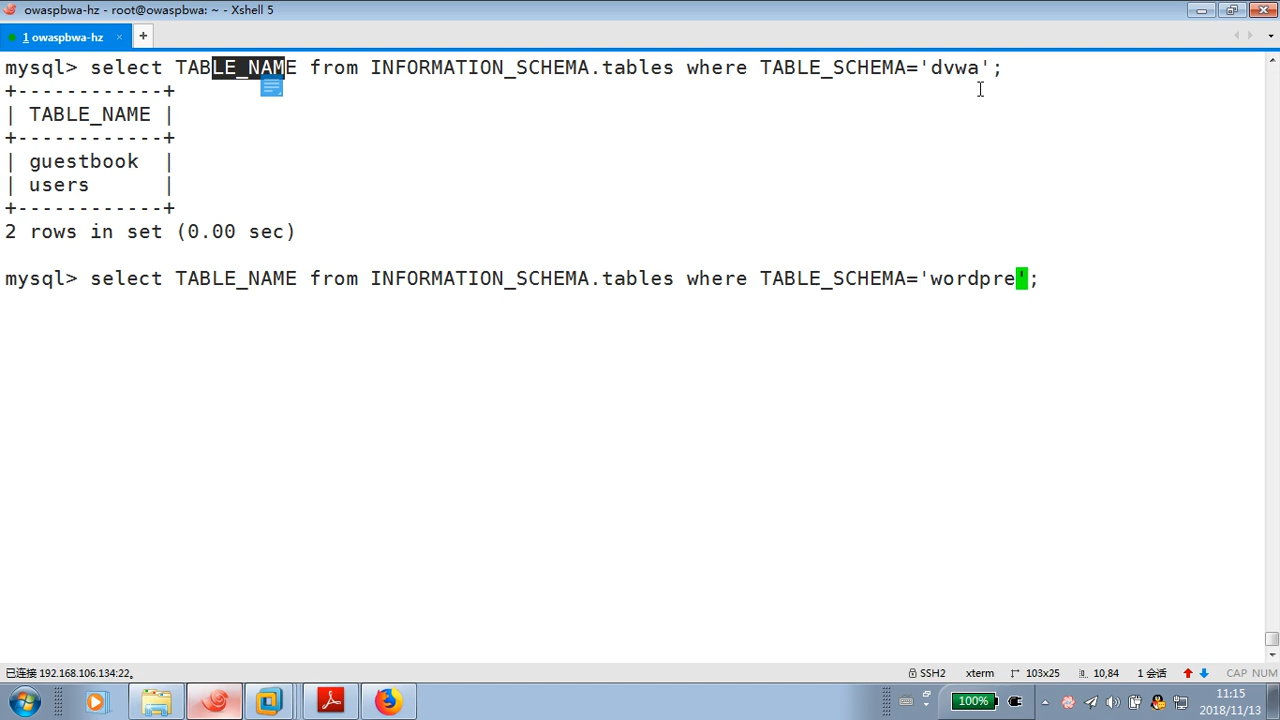 owaspbwa-hz - root@owaspbwa: ~ - Xshell 5
1 owaspbwa-hz × +
mysql> select TABLE_NAME from INFORMATION_SCHEMA.tables where TABLE_SCHEMA='dvwa';
+------------+
| TABLE_NAME |
+------------+
| guestbook  |
| users      |
+------------+
2 rows in set (0.00 sec)
mysql> select TABLE_NAME from INFORMATION_SCHEMA.tables where TABLE_SCHEMA='wordpre';
已连接 192.168.106.134:22。 SSH2 xterm 103x25 10,84 1 会话 CAP NUM
100% 11:15
2018/11/13